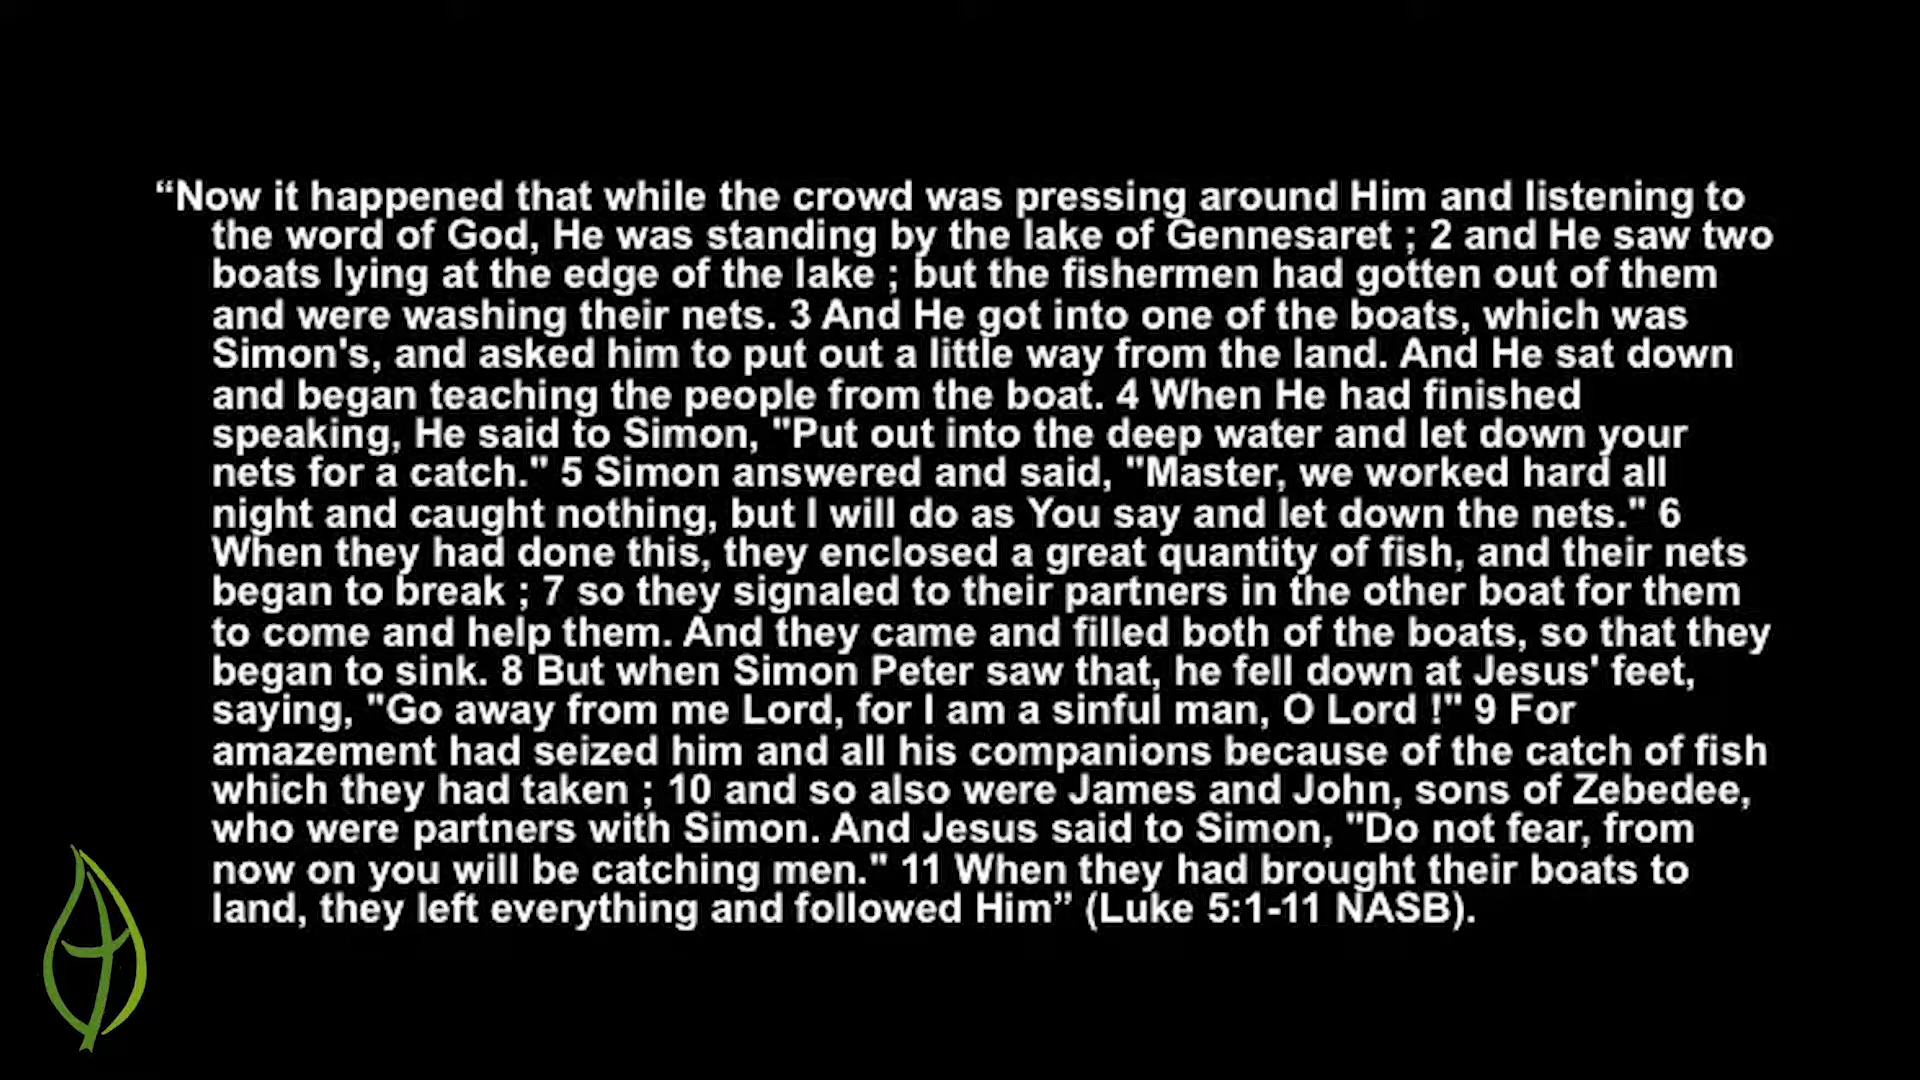 “Now it happened that while the crowd was pressing around Him and listening to
the word of God, He was standing by the lake of Gennesaret ; 2 and He saw two
boats lying at the edge of the lake ; but the fishermen had gotten out of them
and were washing their nets. 3 And He got into one of the boats, which was
Simon's, and asked him to put out a little way from the land. And He sat down
and began teaching the people from the boat. 4 When He had finished
speaking, He said to Simon, "Put out into the deep water and let down your
nets for a catch." 5 Simon answered and said, "Master, we worked hard all
night and caught nothing, but I will do as You say and let down the nets." 6
When they had done this, they enclosed a great quantity of fish, and their nets
began to break ; 7 so they signaled to their partners in the other boat for them
to come and help them. And they came and filled both of the boats, so that they
began to sink. 8 But when Simon Peter saw that, he fell down at Jesus' feet,
saying, "Go away from me Lord, for I am a sinful man, O Lord !" 9 For
amazement had seized him and all his companions because of the catch of fish
which they had taken ; 10 and so also were James and John, sons of Zebedee,
who were partners with Simon. And Jesus said to Simon, "Do not fear, from
now on you will be catching men." 11 When they had brought their boats to
land, they left everything and followed Him” (Luke 5:1-11 NASB).